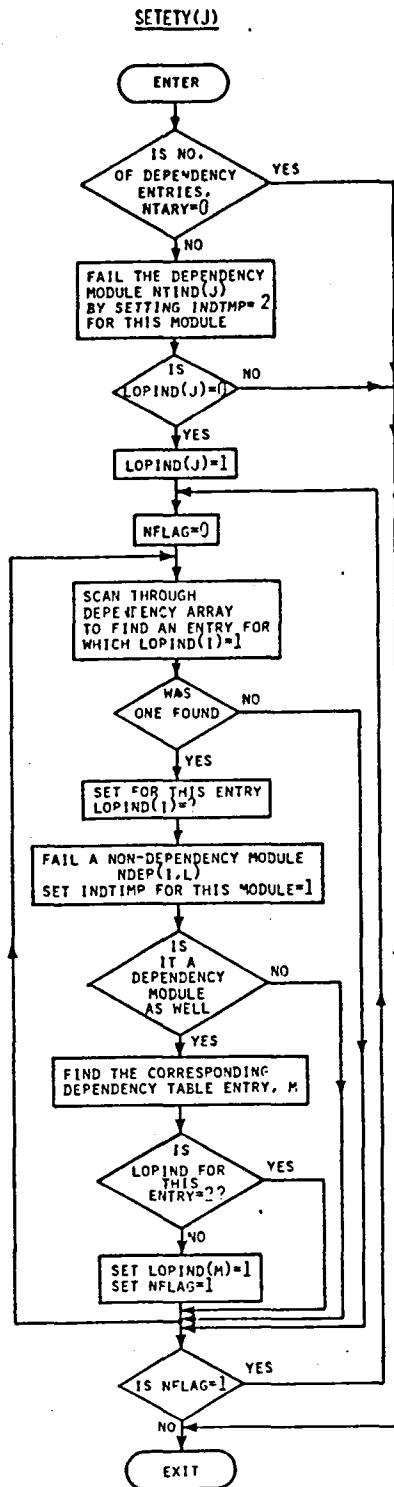 SETETY(J)
ENTER
IS NO.
OF DEPENDENCY
ENTRIES,
NTARY=0
YES
NO
FAIL THE DEPENDENCY
MODULE NTIND(J)
BY SETTING INDTMP=2
FOR THIS MODULE
IS
LOPIND(J)=0
NO
YES
LOPIND(J)=1
NFLAG=0
SCAN THROUGH
DEPENDENCY ARRAY
TO FIND AN ENTRY FOR
WHICH LOPIND(I)=1
WAS
ONE FOUND
NO
YES
SET FOR THIS ENTRY
LOPIND(I)=
FAIL A NON-DEPENDENCY MODULE
NDEP(I,L)
SET INDTIMP FOR THIS MODULE=1
IS
IT A
DEPENDENCY
MODULE
AS WELL
NO
YES
FIND THE CORRESPONDING
DEPENDENCY TABLE ENTRY, M
IS
LOPIND FOR
THIS
ENTRY=2?
YES
NO
SET LOPIND(M)=1
SET NFLAG=1
IS NFLAG=1
YES
NO
EXIT